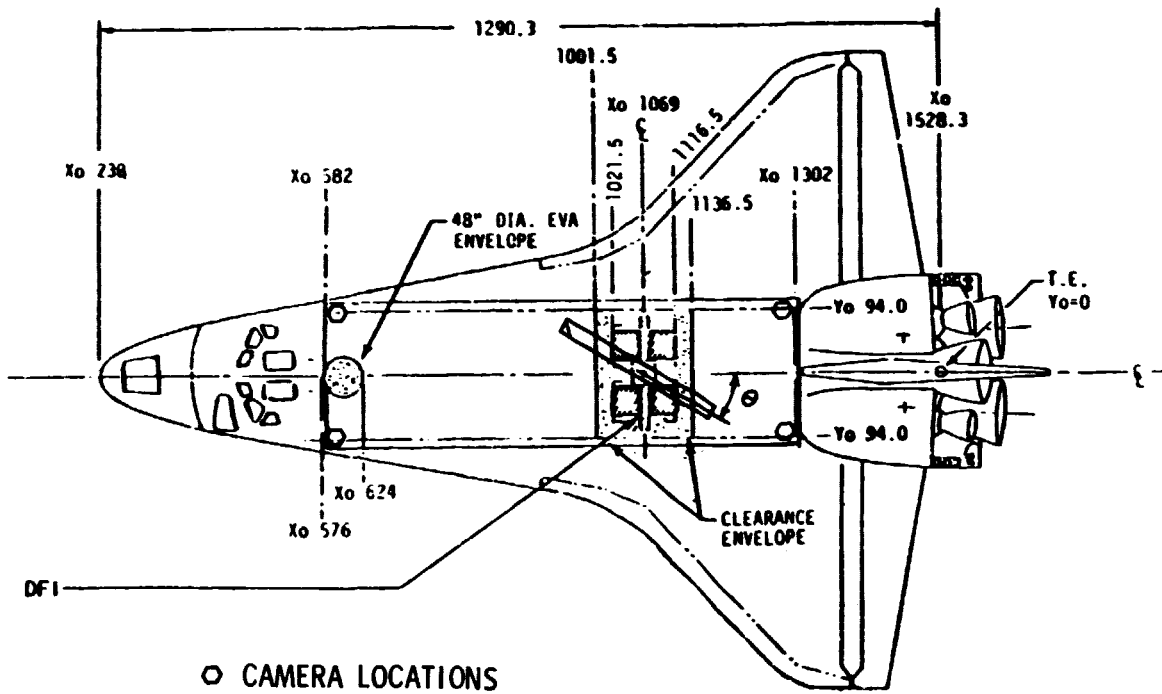 1290.3
1001.5
Xo 1069
℄
1116.5
Xo
1528.3
Xo 238
Xo 582
1021.5
Xo 1302
1136.5
48" DIA. EVA
ENVELOPE
T.E.
Yo=0
Yo 94.0
℄
θ
Yo 94.0
Xo 624
Xo 576
CLEARANCE
ENVELOPE
DFI
CAMERA LOCATIONS